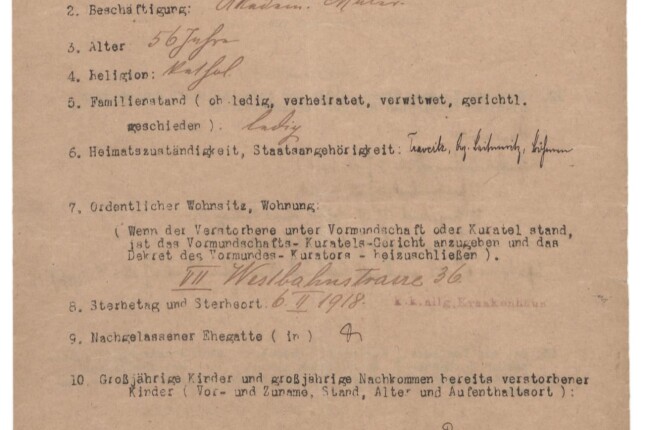 2. Beschäftigung: Akadem. Maler.
3. Alter 56 Jahre
4. Religion: kathol
5. Familienstand ( ob ledig, verheiratet, verwitwet, gerichtl.
geschieden ). ledig
6. Heimatszuständigkeit, Staatsangehörigkeit: Böhmen
7. Ordentlicher Wohnsitz, Wohnung:
( Wenn der Verstorbene unter Vormundschaft oder Kuratel stand,
ist das Vormundschafts- Kuratels-Gericht anzugeben und das
Dekret des Vormundes- Kurators - beizuschließen ).
VII Westbahnstrasse 36.
8. Sterbetag und Sterbeort 6 II 1918. k.k.allg.Krankenhaus
9. Nachgelassener Ehegatte ( in )
10 Großjährige Kinder und großjährige Nachkommen bereits verstorbener
Kinder ( Vor- und Zuname, Stand, Alter und Aufenthaltsort ):